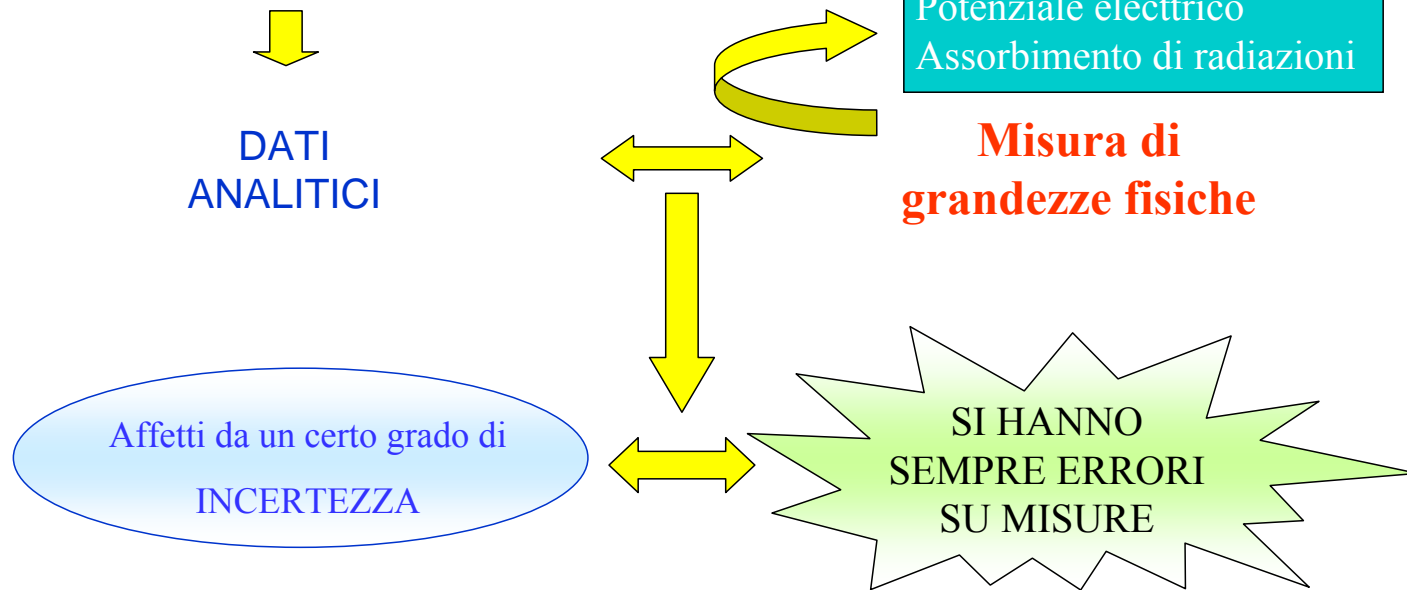 Potenziale electtrico
Assorbimento di radiazioni
DATI
ANALITICI
Misura di
grandezze fisiche
Affetti da un certo grado di
INCERTEZZA
SI HANNO
SEMPRE ERRORI
SU MISURE